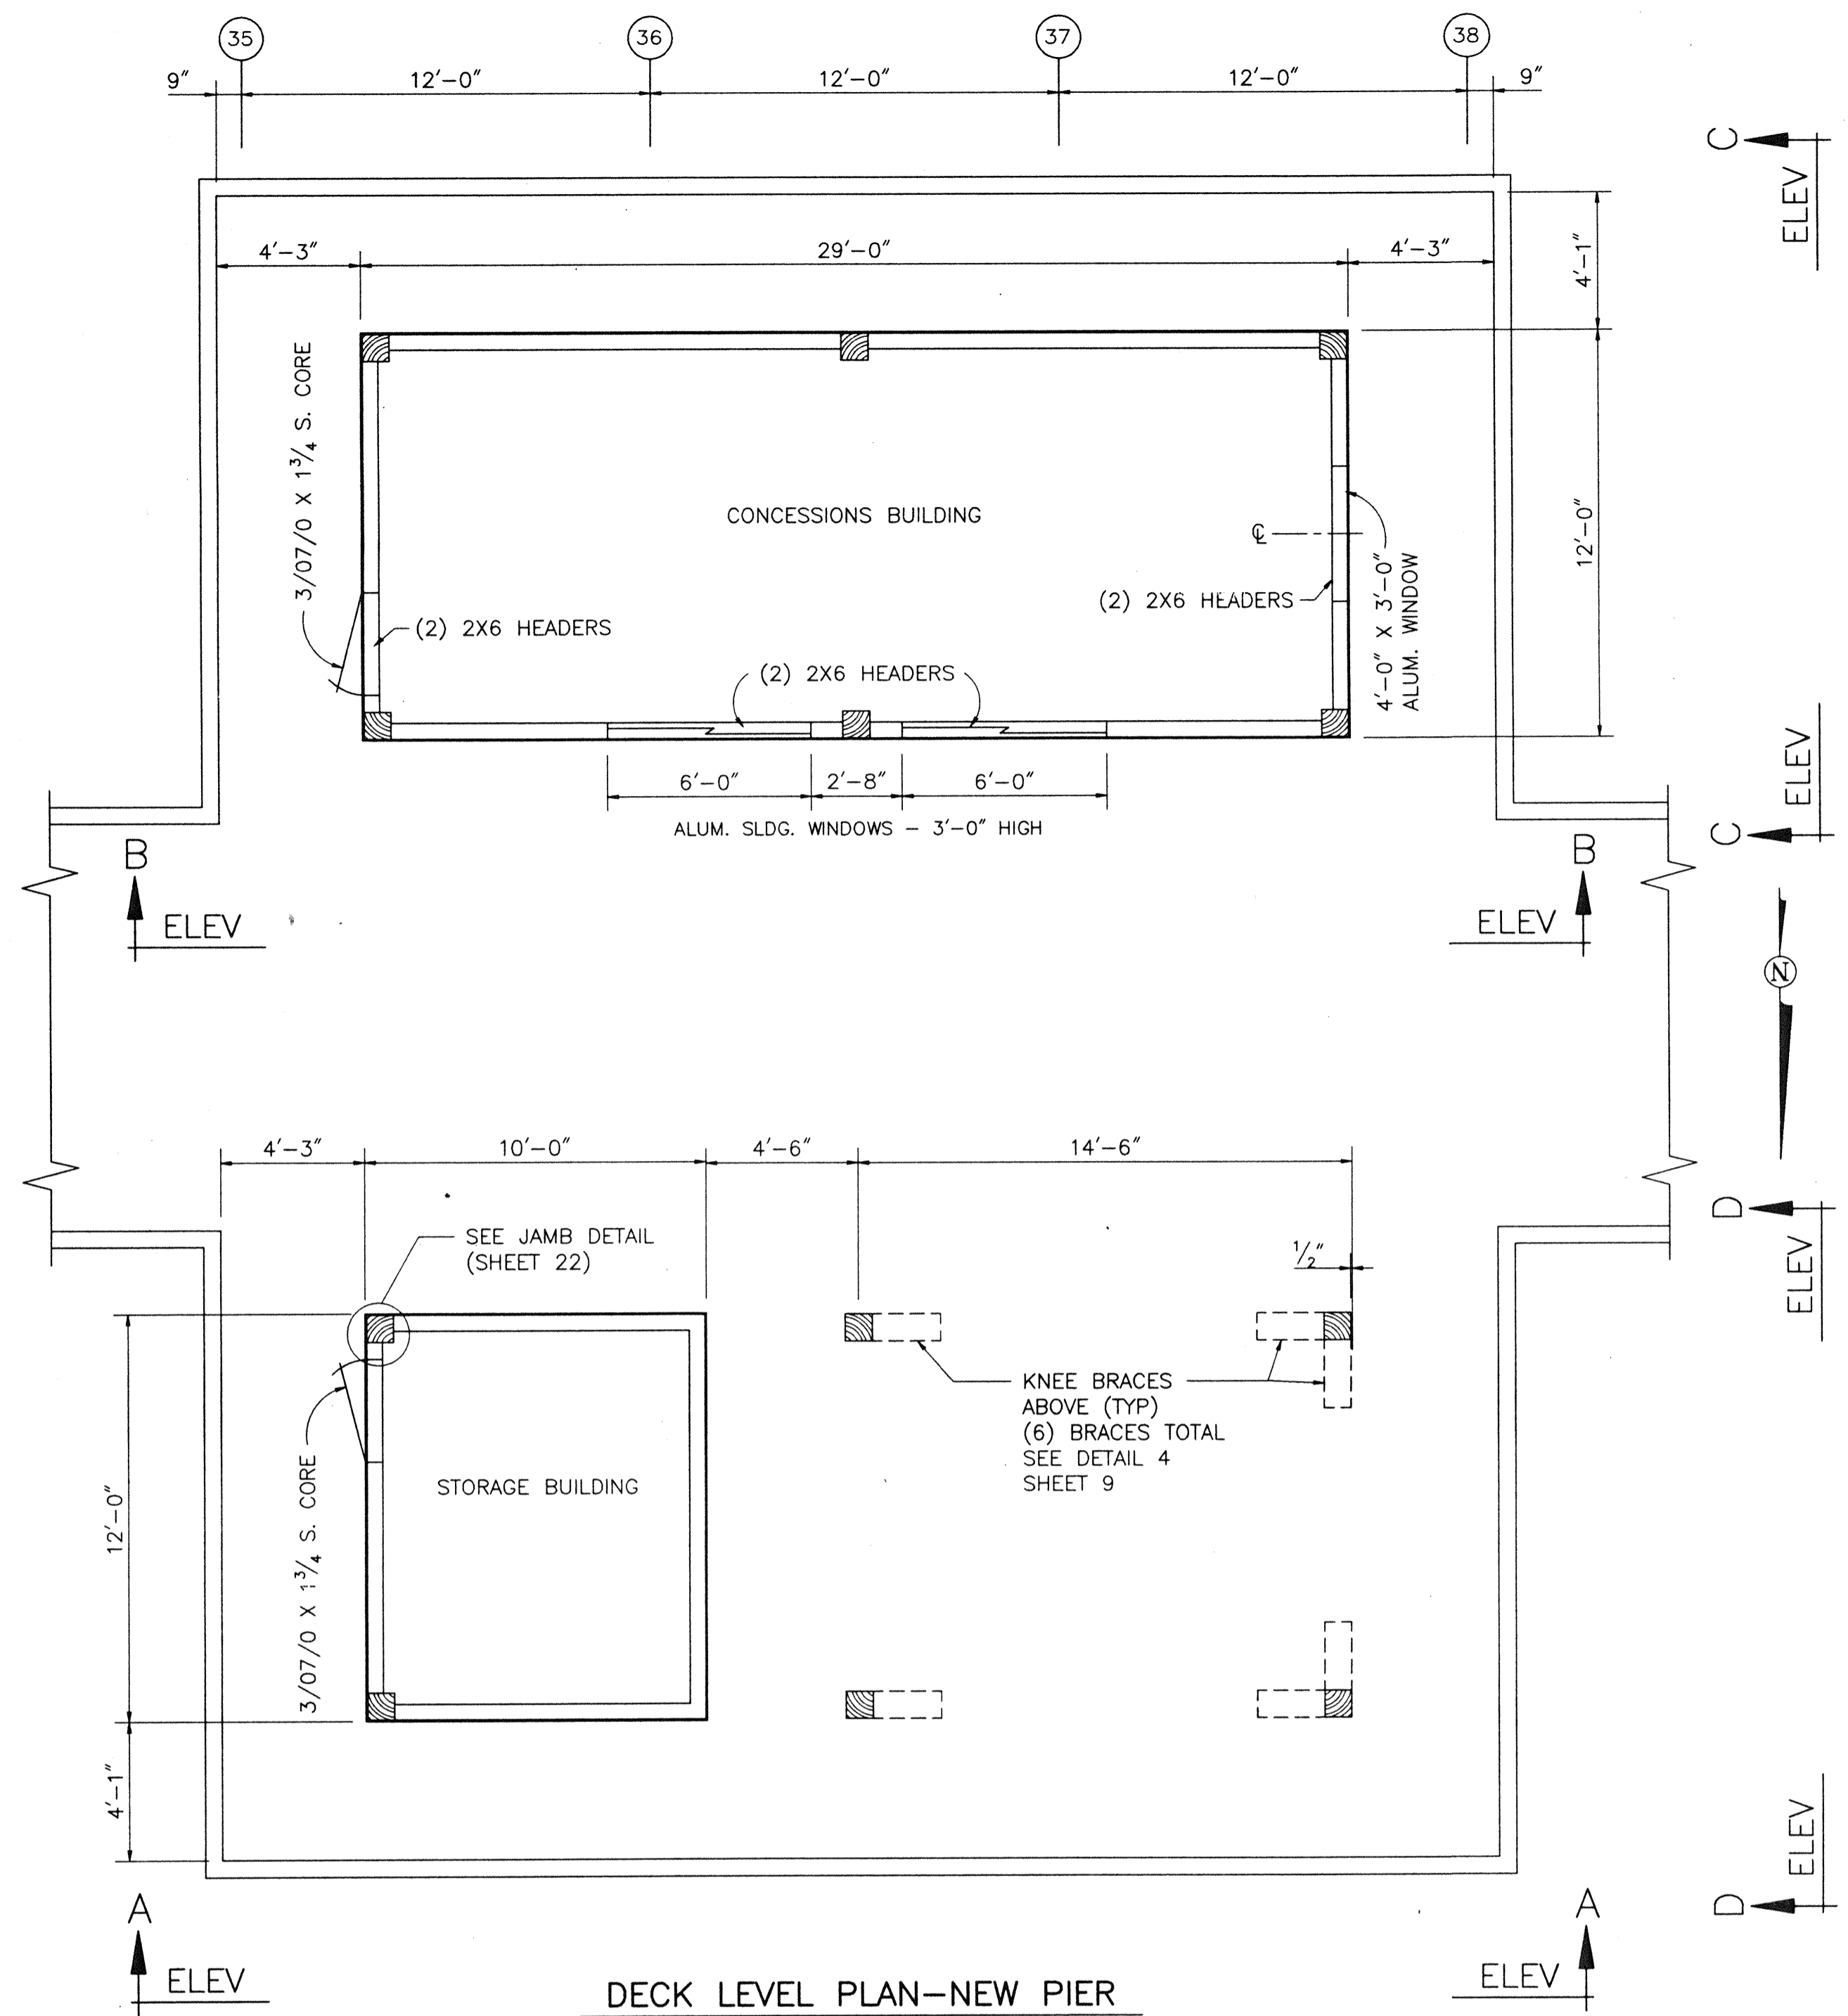 35 36 37 38
9" 12'-0" 12'-0" 12'-0" 9"
C
ELEV
4'-3" 29'-0" 4'-3"
4'-1"
3/07/0 X 1 3/4 S. CORE
CONCESSIONS BUILDING
℄
12'-0"
(2) 2X6 HEADERS
(2) 2X6 HEADERS
4'-0" X 3'-0"
ALUM. WINDOW
(2) 2X6 HEADERS
6'-0" 2'-8" 6'-0"
ALUM. SLDG. WINDOWS – 3'-0" HIGH
ELEV
C
B B
ELEV ELEV
N
4'-3" 10'-0" 4'-6" 14'-6"
D
ELEV
SEE JAMB DETAIL
(SHEET 22)
1/2"
KNEE BRACES
ABOVE (TYP)
(6) BRACES TOTAL
SEE DETAIL 4
SHEET 9
STORAGE BUILDING
12'-0"
3/07/0 X 1 3/4 S. CORE
4'-1"
ELEV
D
A A
ELEV ELEV
DECK LEVEL PLAN–NEW PIER